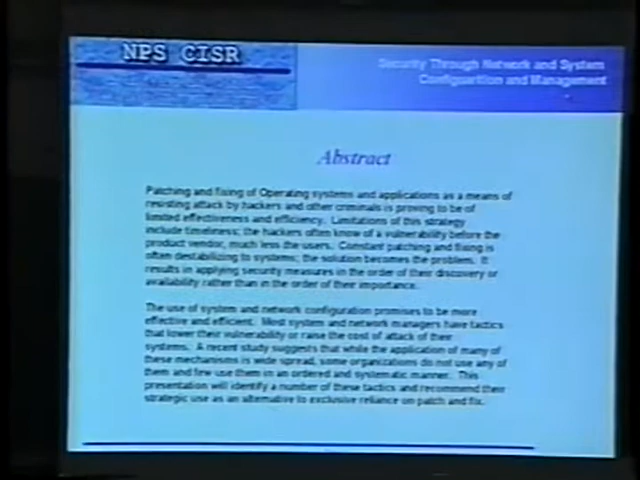 NPS CISR
Security Through Network and System
Configuartion and Management
Abstract
Patching and fixing of Operating systems and applications as a means of
resisting attack by hackers and other criminals is proving to be of
limited effectiveness and efficiency. Limitations of this strategy
include timeliness; the hackers often know of a vulnerability before the
product vendor, much less the users. Constant patching and fixing is
often destabilizing to systems; the solution becomes the problem. It
results in applying security measures in the order of their discovery or
availability rather than in the order of their importance.
The use of system and network configuration promises to be more
effective and efficient. Most system and network managers have tactics
that lower their vulnerability or raise the cost of attack of their
systems. A recent study suggests that while the application of many of
these mechanisms is wide spread, some organizations do not use any of
them and few use them in an ordered and systematic manner. This
presentation will identify a number of these tactics and recommend their
strategic use as an alternative to exclusive reliance on patch and fix.